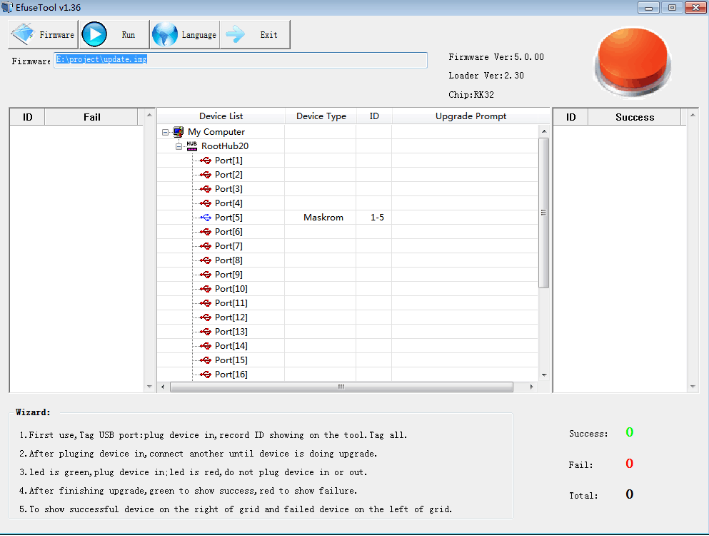 EfuseTool v1.36
Firmware Run Language Exit
Firmware E:\project\update.img
Firmware Ver:5.0.00
Loader Ver:2.30
Chip:RK32
ID Fail
Device List Device Type ID Upgrade Prompt
ID Success
My Computer
HUB RootHub20
Port[1]
Port[2]
Port[3]
Port[4]
Port[5] Maskrom 1-5
Port[6]
Port[7]
Port[8]
Port[9]
Port[10]
Port[11]
Port[12]
Port[13]
Port[14]
Port[15]
Port[16]
Wizard:
1.First use,Tag USB port:plug device in,record ID showing on the tool.Tag all.
2.After pluging device in,connect another until device is doing upgrade.
3.led is green,plug device in;led is red,do not plug device in or out.
4.After finishing upgrade,green to show success,red to show failure.
5.To show successful device on the right of grid and failed device on the left of grid.
Success: 0
Fail: 0
Total: 0